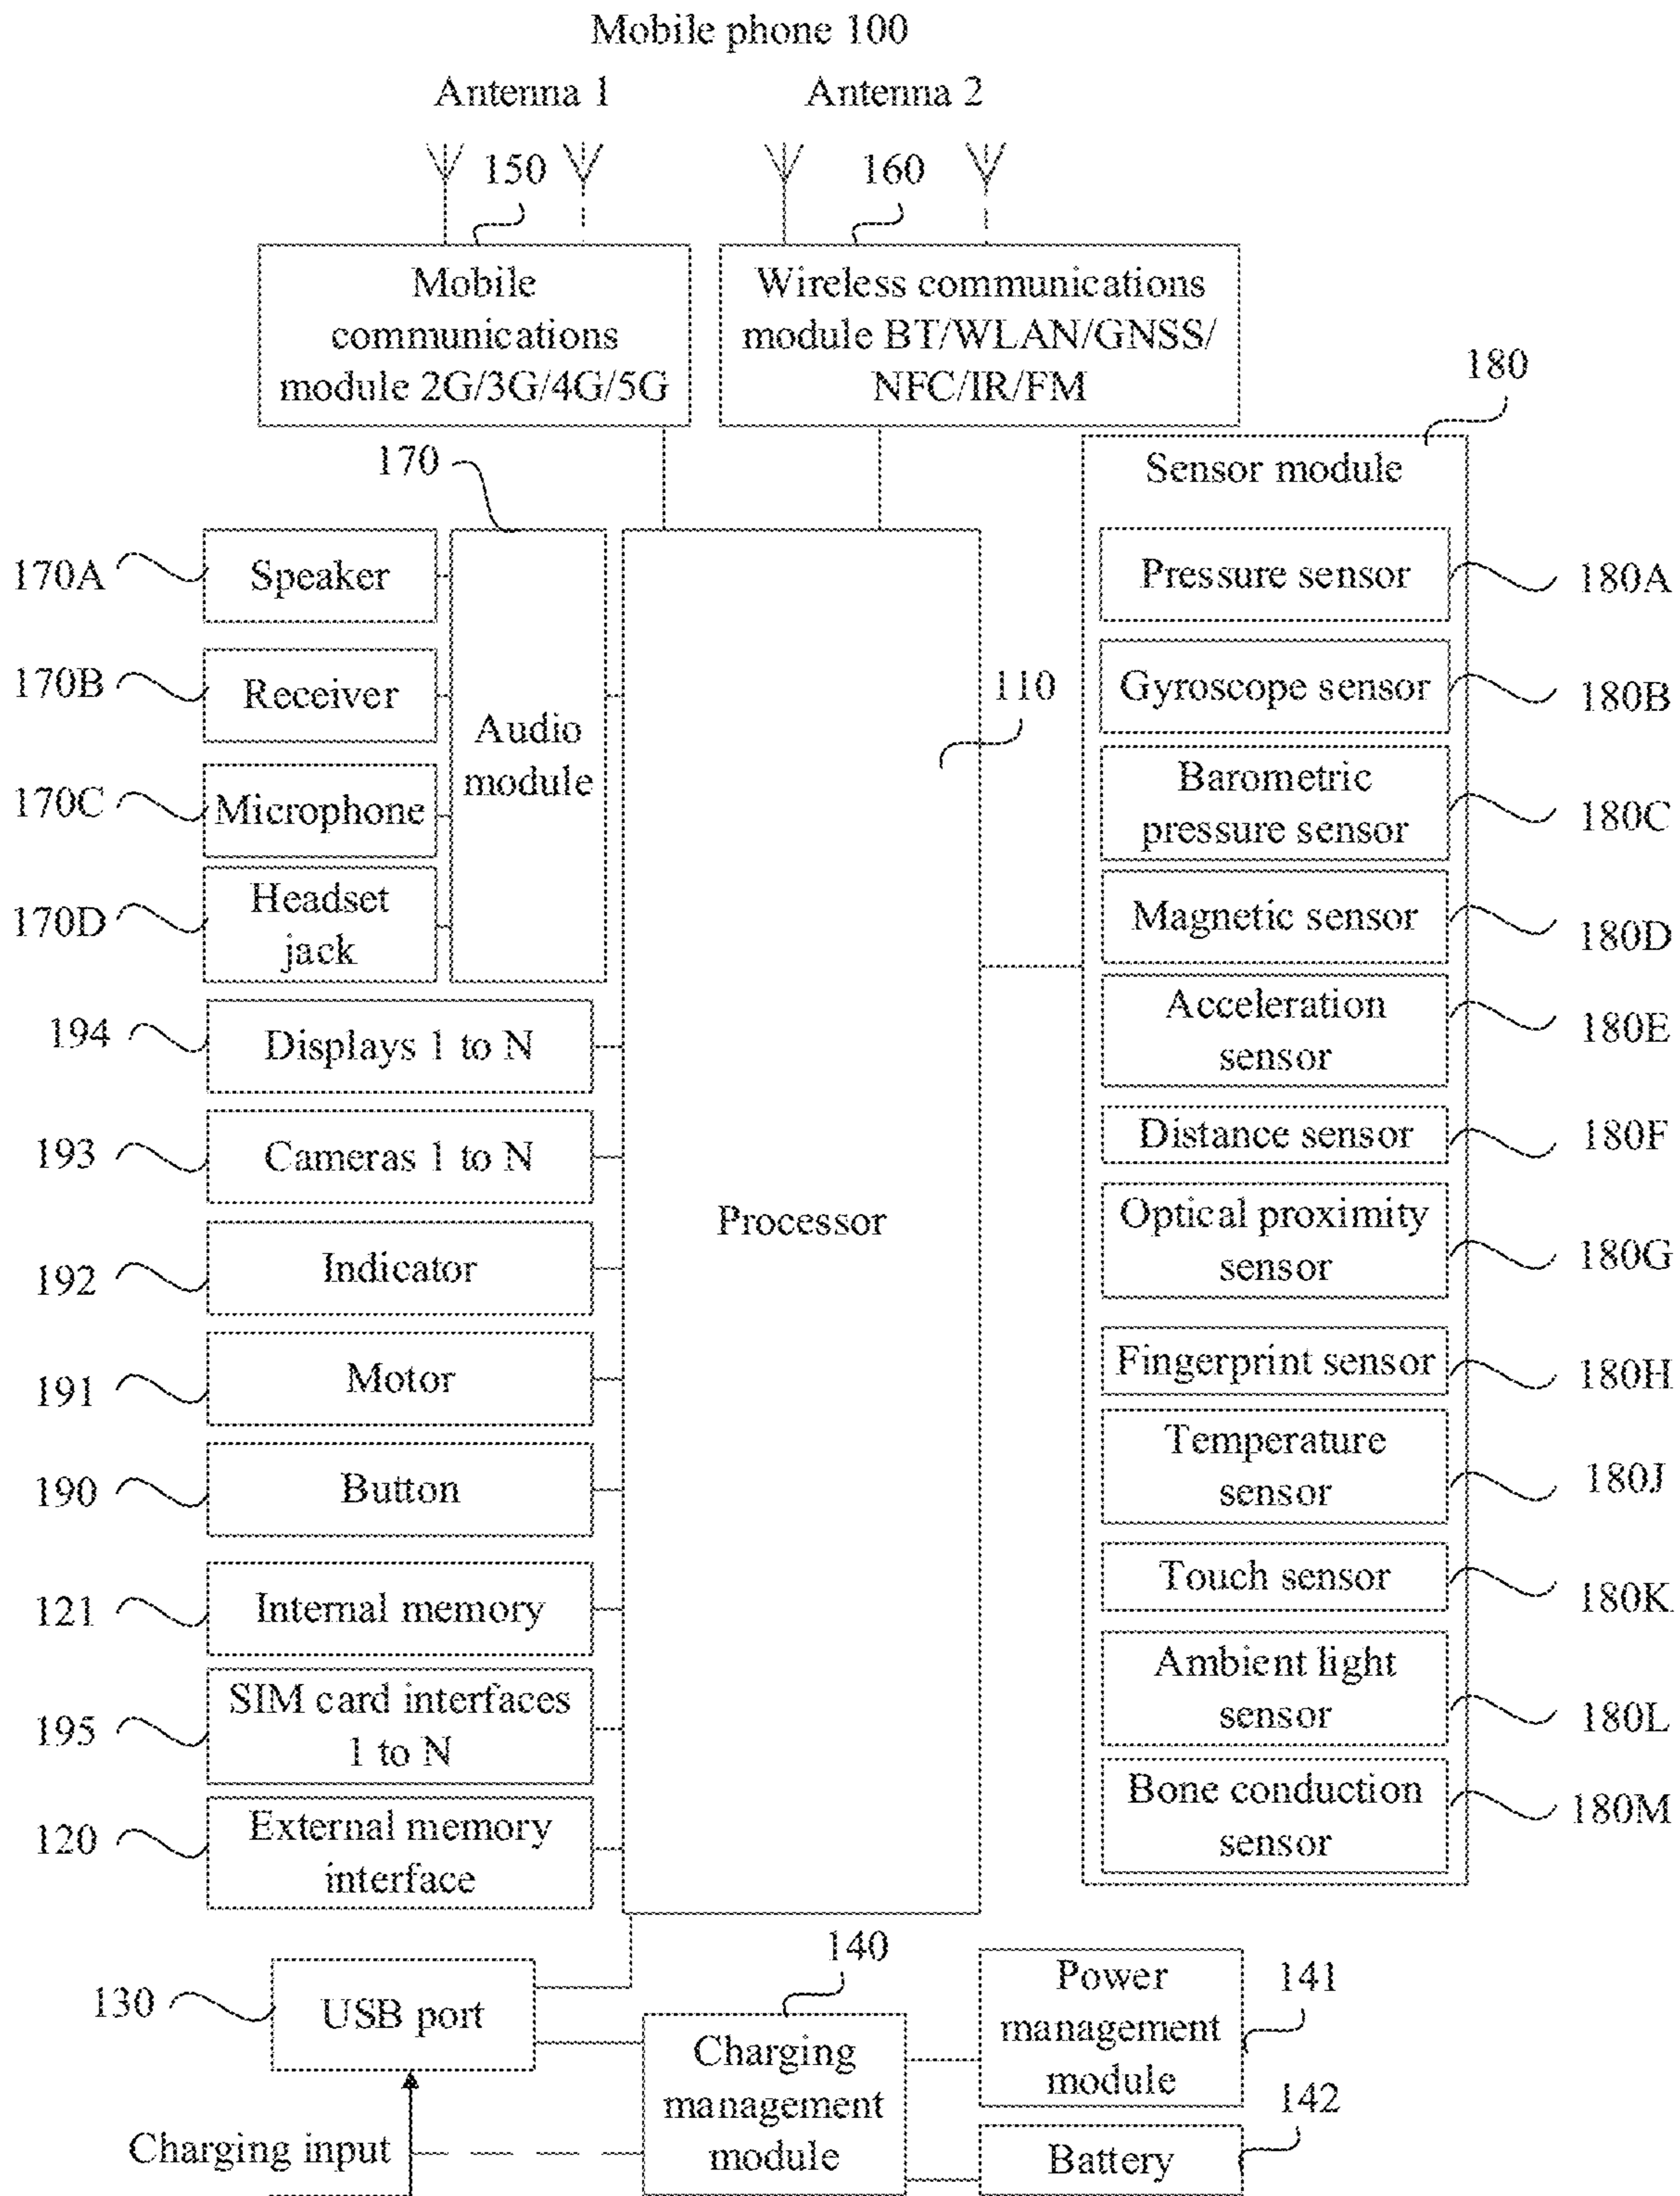 Mobile phone 100
Antenna 1
Antenna 2
150
160
Mobile
communications
module 2G/3G/4G/5G
Wireless communications
module BT/WLAN/GNSS/
NFC/IR/FM
180
Sensor module
170
170A
Speaker
170B
Receiver
170C
Microphone
170D
Headset
jack
Audio
module
194
Displays 1 to N
193
Cameras 1 to N
192
Indicator
191
Motor
190
Button
121
Internal memory
195
SIM card interfaces
1 to N
120
External memory
interface
110
Processor
Pressure sensor
180A
Gyroscope sensor
180B
Barometric
pressure sensor
180C
Magnetic sensor
180D
Acceleration
sensor
180E
Distance sensor
180F
Optical proximity
sensor
180G
Fingerprint sensor
180H
Temperature
sensor
180J
Touch sensor
180K
Ambient light
sensor
180L
Bone conduction
sensor
180M
130
USB port
140
Charging
management
module
Power
management
module
141
Battery
142
Charging input